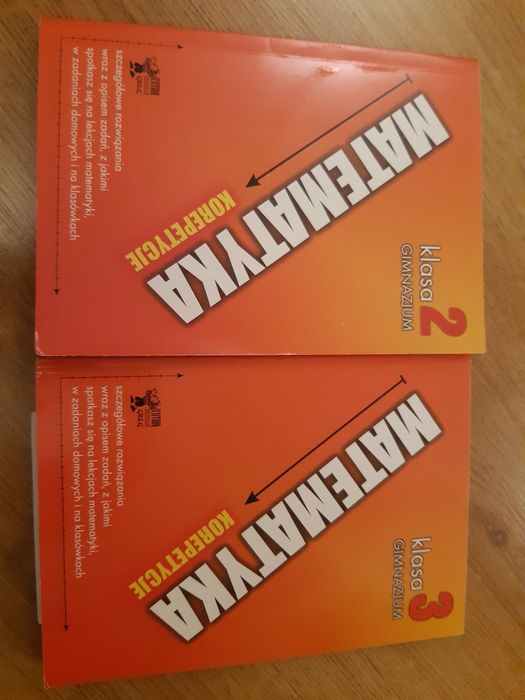 klasa 2
GIMNAZJUM
MATEMATYKA
KOREPETYCJE
szczegółowe rozwiązania
wraz z opisem zadań, z jakimi
spotkasz się na lekcjach matematyki,
w zadaniach domowych i na klasówkach
GREG
klasa 3
GIMNAZJUM
MATEMATYKA
KOREPETYCJE
szczegółowe rozwiązania
wraz z opisem zadań, z jakimi
spotkasz się na lekcjach matematyki,
w zadaniach domowych i na klasówkach
GREG